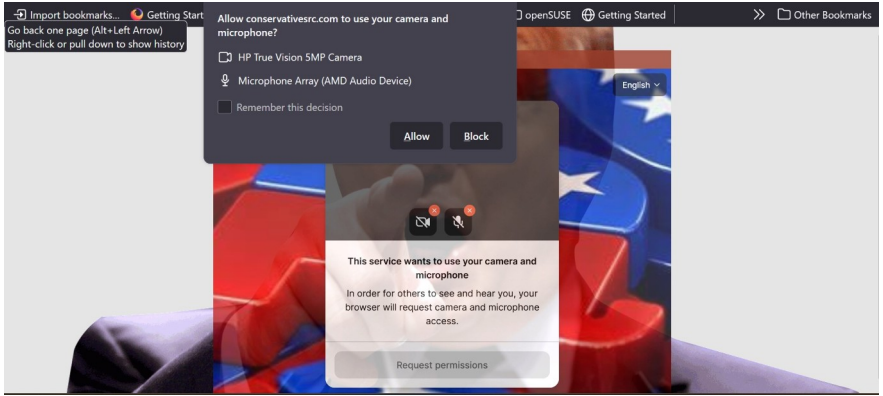 Import bookmarks...
Getting Start
openSUSE
Getting Started
Other Bookmarks
Go back one page (Alt+Left Arrow)
Right-click or pull down to show history
Allow conservativesrc.com to use your camera and
microphone?
HP True Vision 5MP Camera
Microphone Array (AMD Audio Device)
Remember this decision
Allow
Block
English
This service wants to use your camera and
microphone
In order for others to see and hear you, your
browser will request camera and microphone
access.
Request permissions